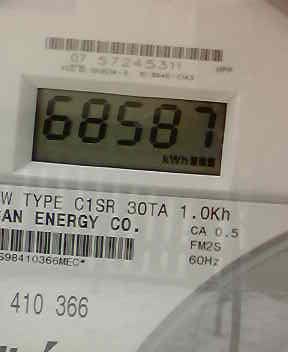 07 57245311
68587
kWh
W TYPE C1SR 30TA 1.0Kh
AN ENERGY CO.
CA 0.5
FM2S
S98410366MEC*
60Hz
410 366